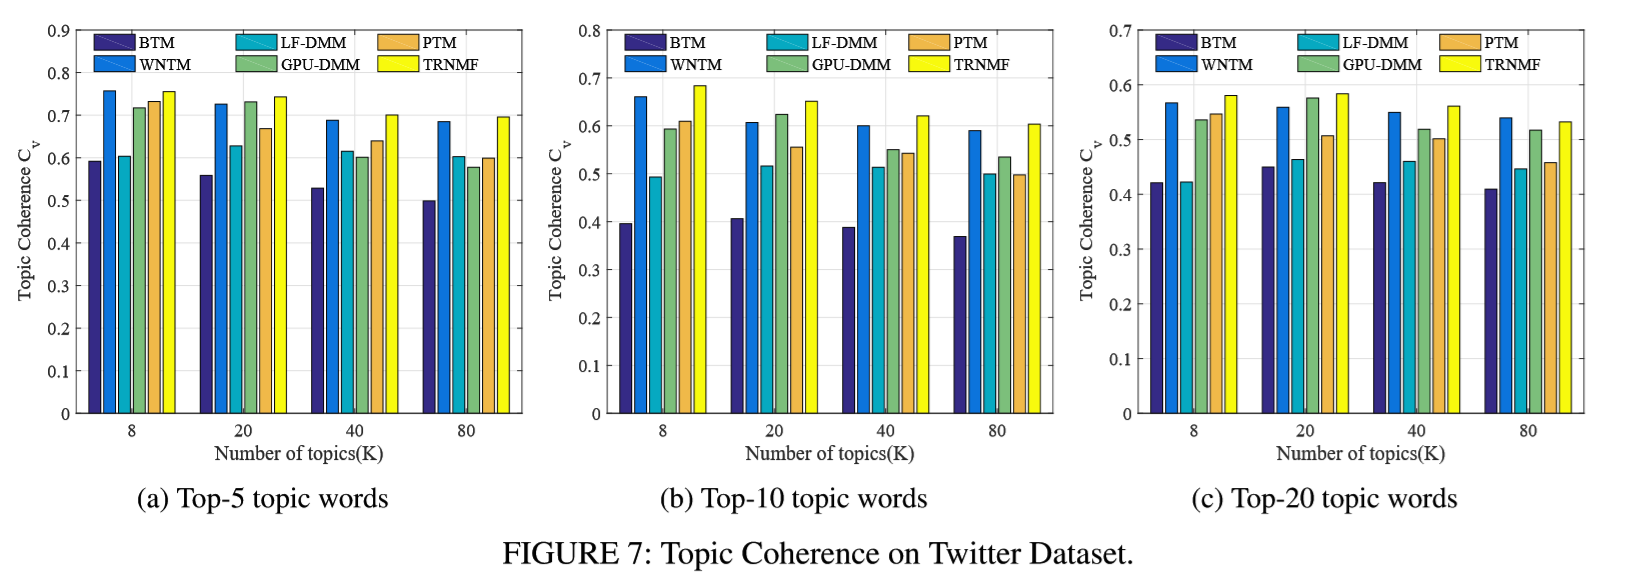 0.9
0.8
0.7
0.6
0.5
0.4
0.3
0.2
0.1
0
Topic Coherence Cv
BTM LF-DMM PTM
WNTM GPU-DMM TRNMF
8 20 40 80
Number of topics(K)
(a) Top-5 topic words
0.8
0.7
0.6
0.5
0.4
0.3
0.2
0.1
0
Topic Coherence Cv
BTM LF-DMM PTM
WNTM GPU-DMM TRNMF
8 20 40 80
Number of topics(K)
(b) Top-10 topic words
0.7
0.6
0.5
0.4
0.3
0.2
0.1
0
Topic Coherence Cv
BTM LF-DMM PTM
WNTM GPU-DMM TRNMF
8 20 40 80
Number of topics(K)
(c) Top-20 topic words
FIGURE 7: Topic Coherence on Twitter Dataset.